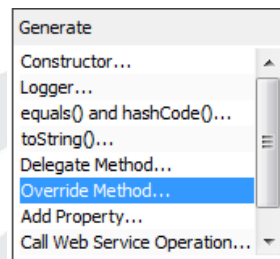 Generate
Constructor...
Logger...
equals() and hashCode()...
toString()...
Delegate Method...
Override Method...
Add Property...
Call Web Service Operation...